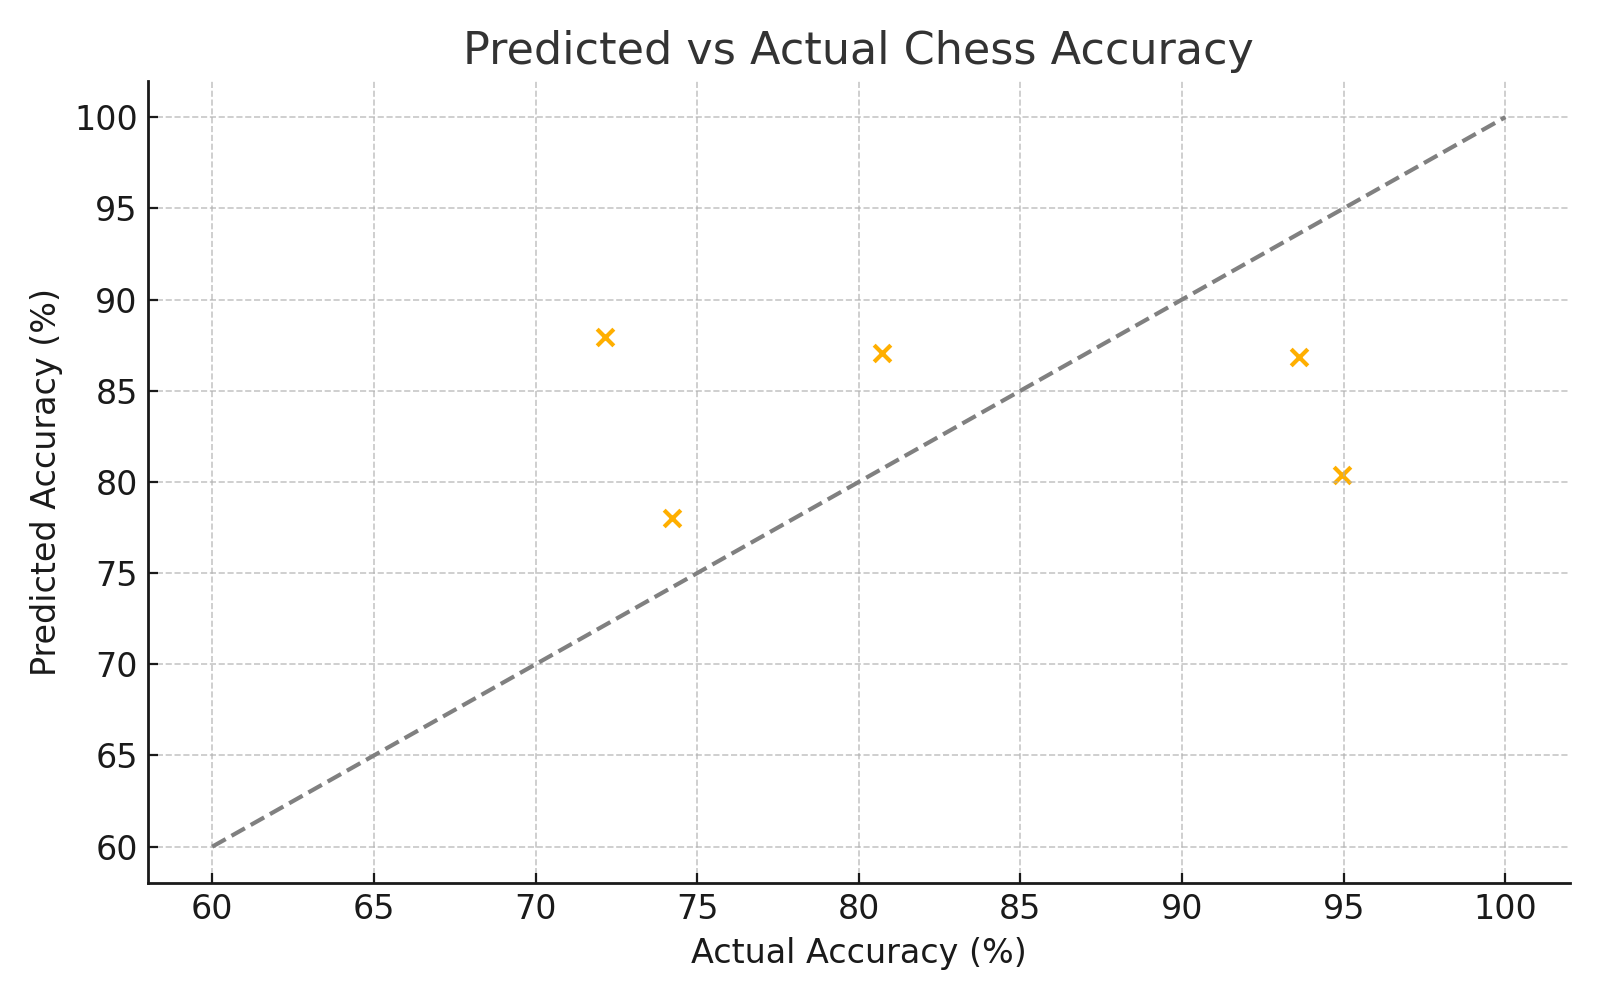 Predicted vs Actual Chess Accuracy
100
95
90
85
80
75
70
65
60
Predicted Accuracy (%)
60 65 70 75 80 85 90 95 100
Actual Accuracy (%)